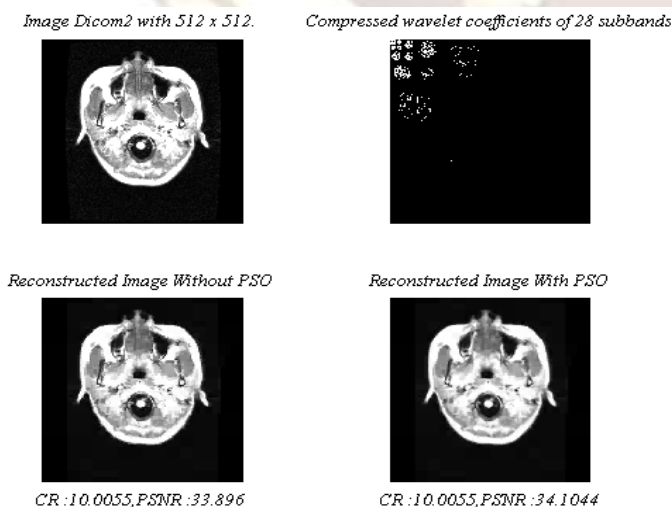 Image Dicom2 with 512 x 512.
Compressed wavelet coefficients of 28 subbands
Reconstructed Image Without PSO
Reconstructed Image With PSO
CR :10.0055,PSNR :33.896
CR :10.0055,PSNR :34.1044